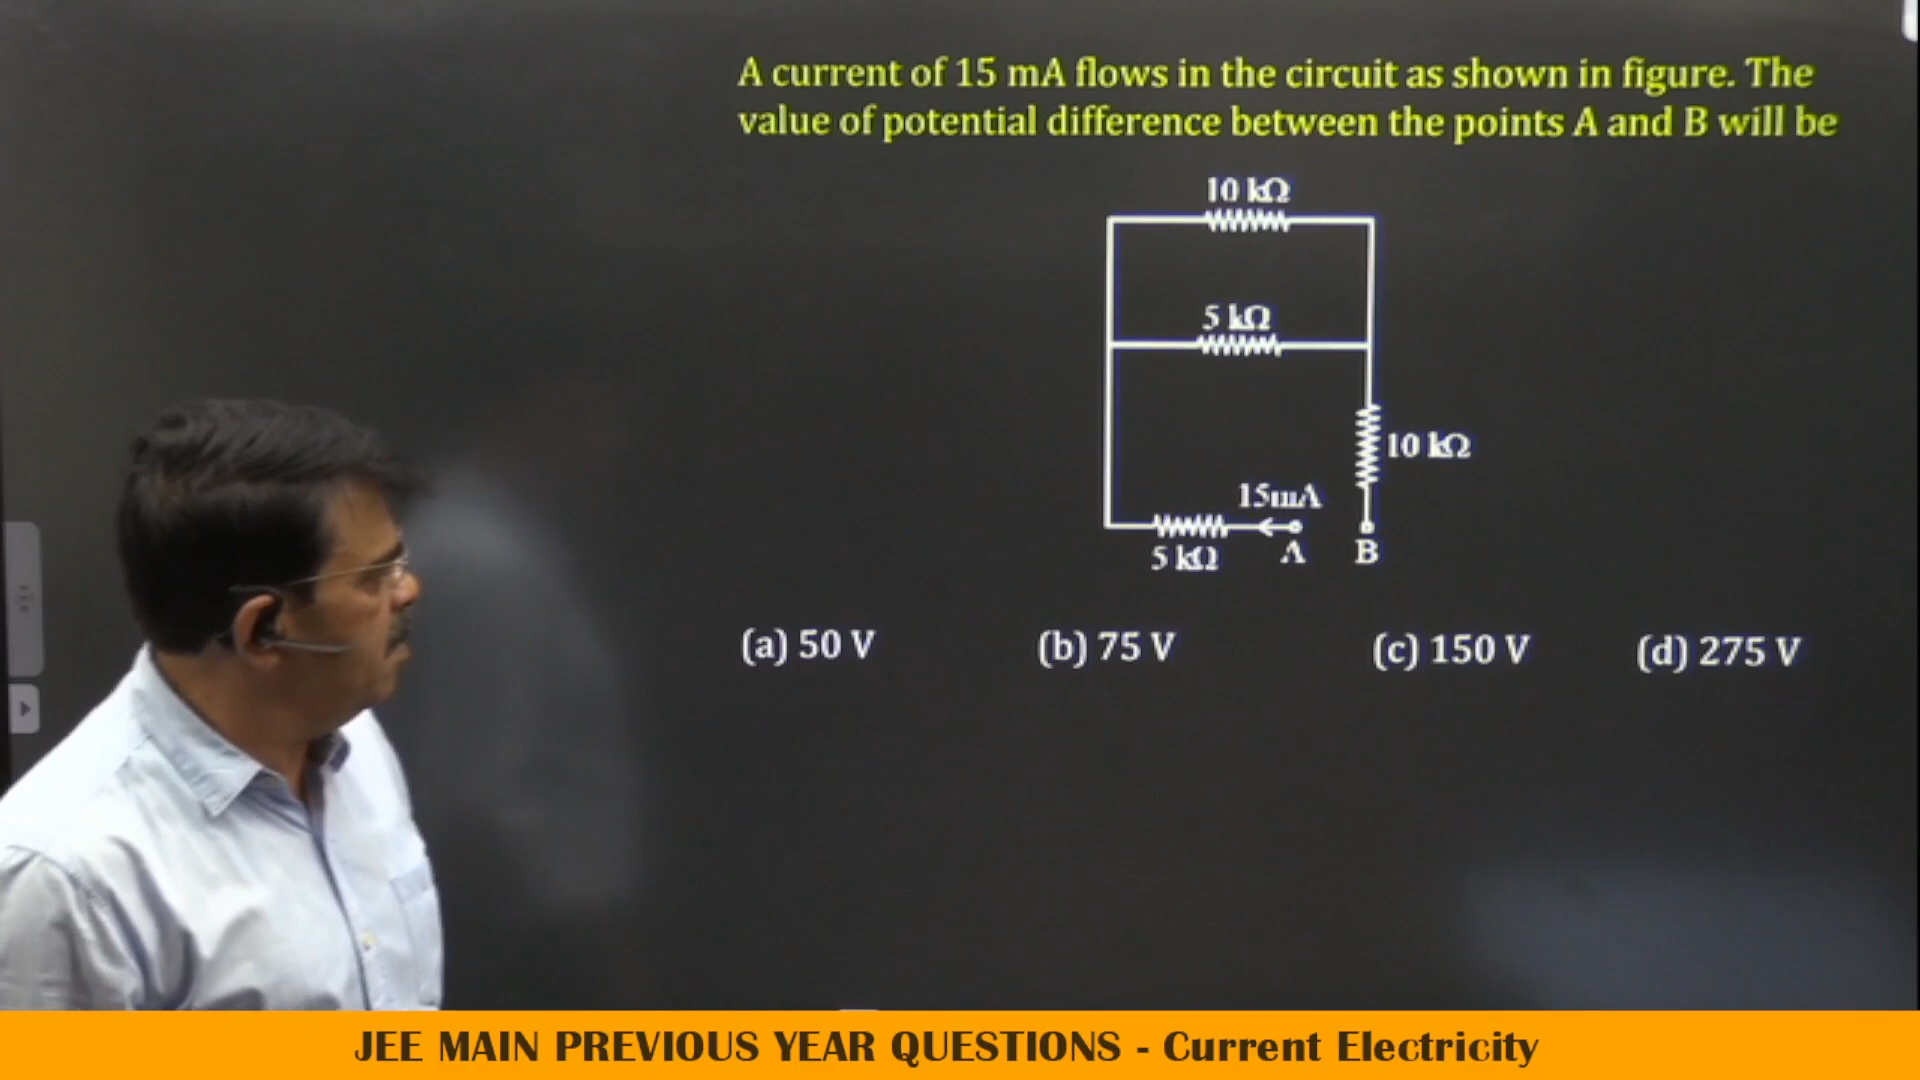 A current of 15 mA flows in the circuit as shown in figure. The
value of potential difference between the points A and B will be
10 kΩ
5 kΩ
10 kΩ
15mA
5 kΩ
A
B
(a) 50 V
(b) 75 V
(c) 150 V
(d) 275 V
JEE MAIN PREVIOUS YEAR QUESTIONS - Current Electricity